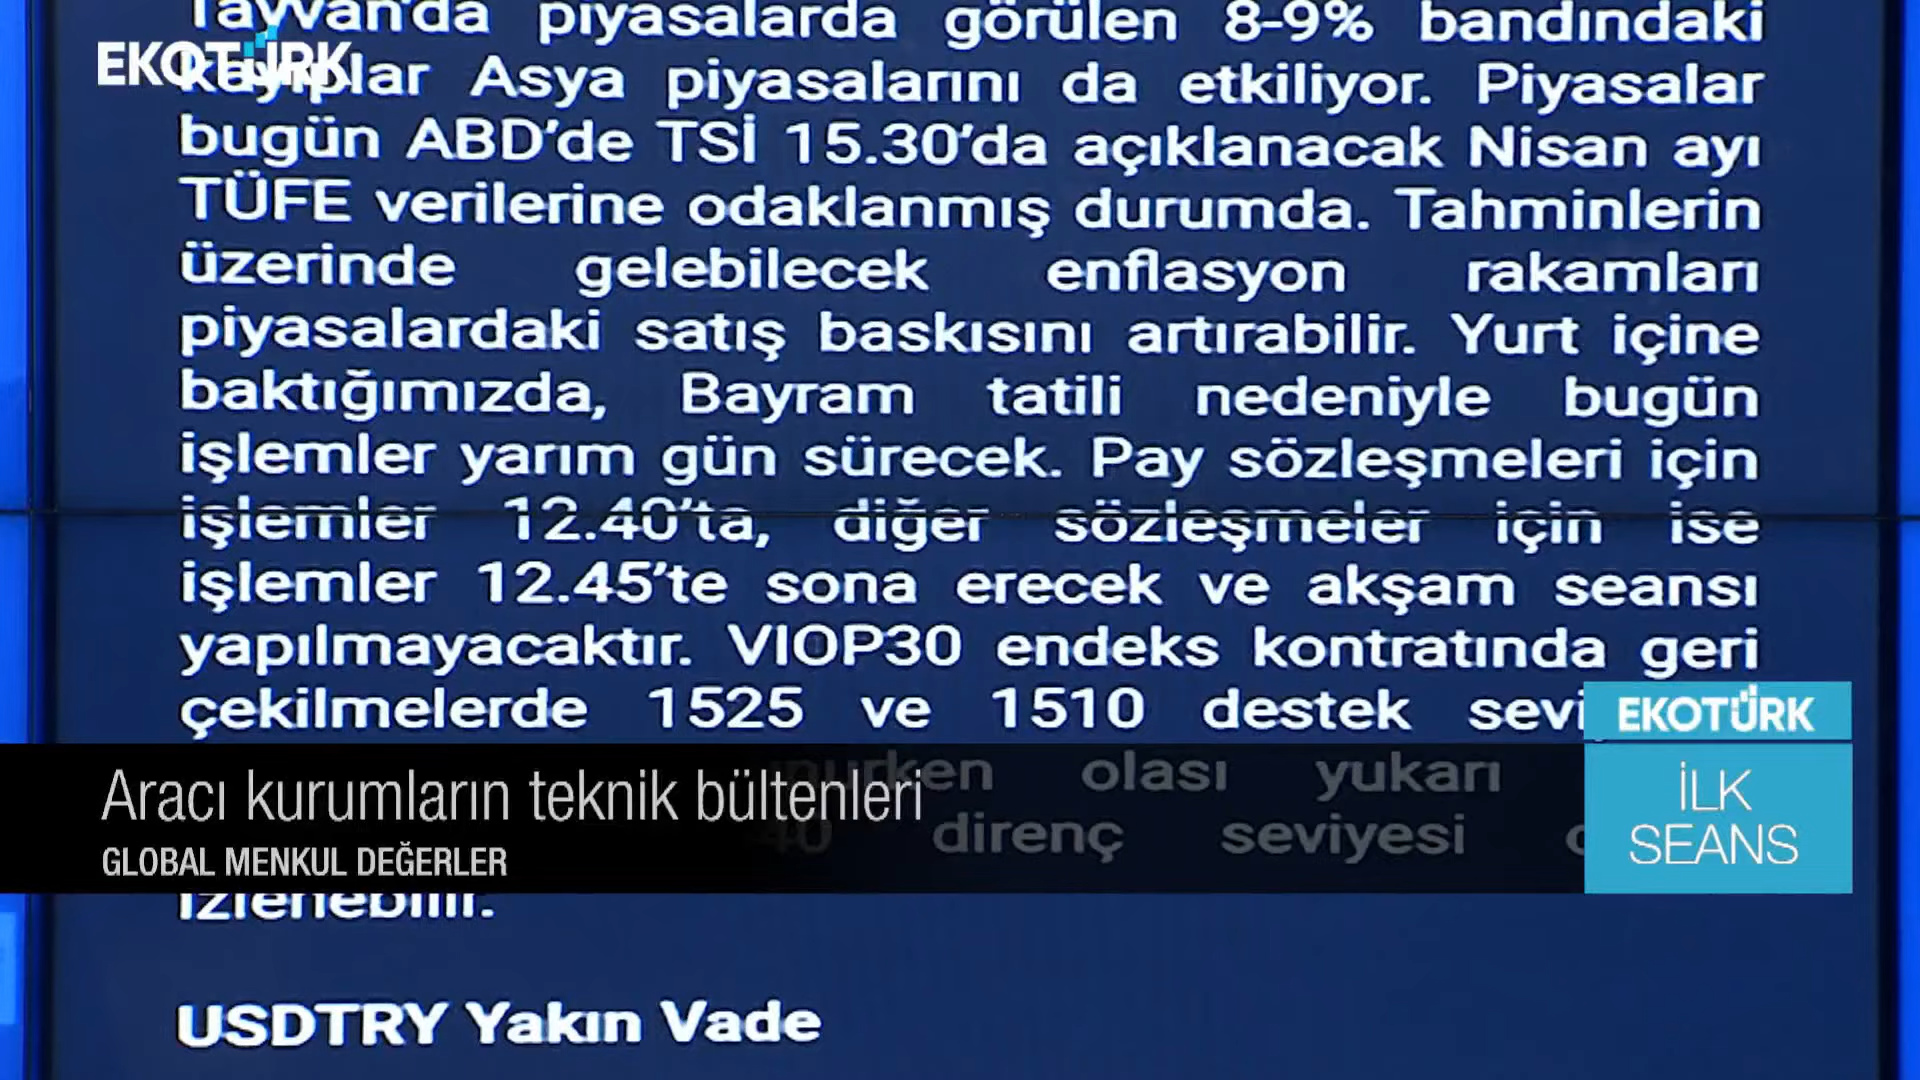 Tayvan'da piyasalarda görülen 8-9% bandındaki
EKOTÜRK
kayıplar Asya piyasalarını da etkiliyor. Piyasalar
bugün ABD'de TSİ 15.30'da açıklanacak Nisan ayı
TÜFE verilerine odaklanmış durumda. Tahminlerin
üzerinde gelebilecek enflasyon rakamları
piyasalardaki satış baskısını artırabilir. Yurt içine
baktığımızda, Bayram tatili nedeniyle bugün
işlemler yarım gün sürecek. Pay sözleşmeleri için
işlemler 12.40'ta, diğer sözleşmeler için ise
işlemler 12.45'te sona erecek ve akşam seansı
yapılmayacaktır. VIOP30 endeks kontratında geri
çekilmelerde 1525 ve 1510 destek
olası yukarı
direnç seviyesi
izlenebilir.
USDTRY Yakın Vade
Aracı kurumların teknik bültenleri
GLOBAL MENKUL DEĞERLER
EKOTÜRK
İLK
SEANS